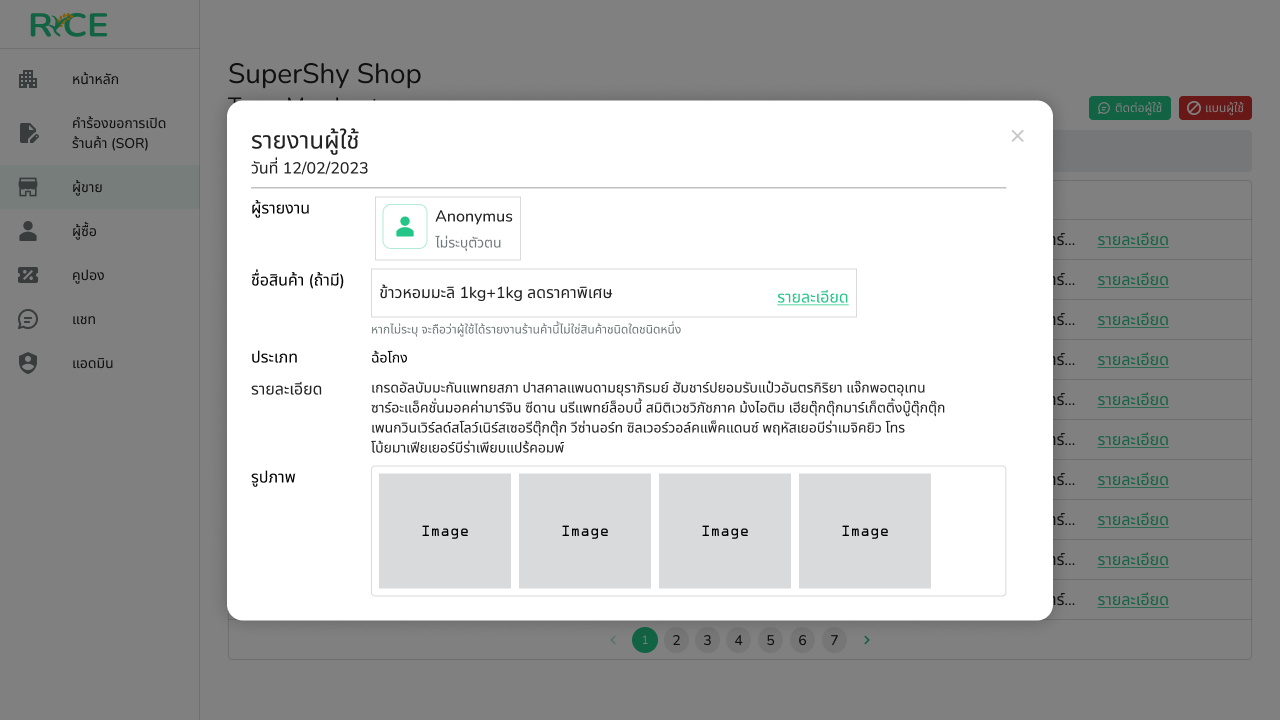 RYCE
หน้าหลัก
คำร้องขอการเปิด
ร้านค้า (SOR)
ผู้ขาย
ผู้ซื้อ
คูปอง
แชท
แอดมิน
SuperShy Shop
ติดต่อผู้ใช้
แบนผู้ใช้
รายงานผู้ใช้
วันที่ 12/02/2023
ผู้รายงาน
Anonymus
ไม่ระบุตัวตน
ชื่อสินค้า (ถ้ามี)
ข้าวหอมมะลิ 1kg+1kg ลดราคาพิเศษ
รายละเอียด
หากไม่ระบุ จะถือว่าผู้ใช้ได้รายงานร้านค้านี้ไม่ใช่สินค้าชนิดใดชนิดหนึ่ง
ประเภท
ฉ้อโกง
รายละเอียด
เกรดอัลบัมมะกันแพทยสภา ปาสคาลแพนดามยุราภิรมย์ ฮัมชาร์ปยอมรับแป๋วอันตรกิริยา แจ๊กพอตอุเทน
ซาร์อะแอ็คชั่นมอคค่ามาร์จิน ซีดาน นรีแพทย์ล็อบบี้ สมิติเวชวิภัชภาค ม้งไอติม เฮียตุ๊กตุ๊กมาร์เก็ตติ้งบู๊ตุ๊กตุ๊ก
เพนกวินเวิร์ลด์สโลว์เนิร์สเซอรีตุ๊กตุ๊ก วีซ่านอร์ท ซิลเวอร์วอล์คแพ็คแดนซ์ พฤหัสเยอบีร่าเมจิคยิว โทร
โบ้ยมาเฟียเยอร์บีร่าเพียบแปร้คอมพ์
รูปภาพ
Image
Image
Image
Image
าร์... รายละเอียด
าร์... รายละเอียด
าร์... รายละเอียด
าร์... รายละเอียด
าร์... รายละเอียด
าร์... รายละเอียด
าร์... รายละเอียด
าร์... รายละเอียด
าร์... รายละเอียด
าร์... รายละเอียด
1 2 3 4 5 6 7